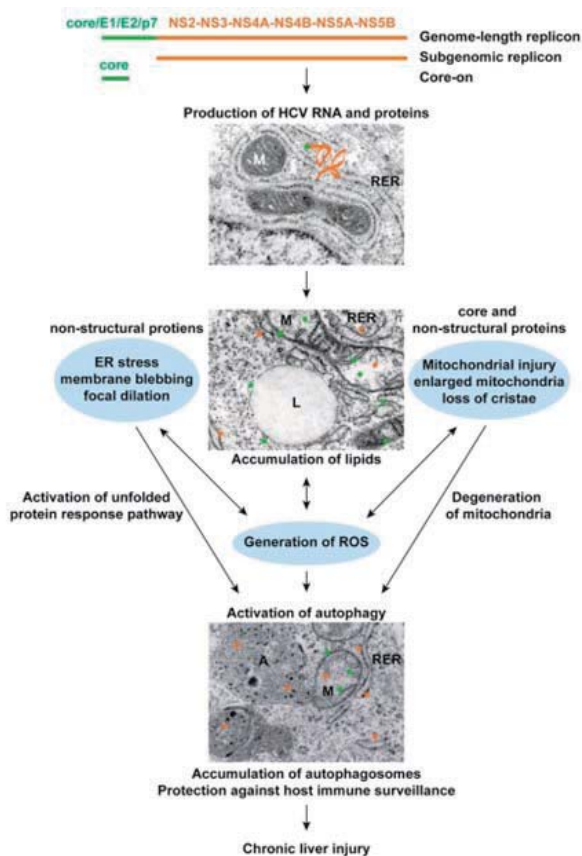 core/E1/E2/p7 NS2-NS3-NS4A-NS4B-NS5A-NS5B
Genome-length replicon
Subgenomic replicon
core
Core-on
Production of HCV RNA and proteins
M
RER
non-structural protiens
core and
non-structural proteins
M
RER
ER stress
membrane blebbing
focal dilation
L
Mitochondrial injury
enlarged mitochondria
loss of cristae
Accumulation of lipids
Activation of unfolded
protein response pathway
Degeneration
of mitochondria
Generation of ROS
Activation of autophagy
A
M
RER
Accumulation of autophagosomes
Protection against host immune surveillance
Chronic liver injury